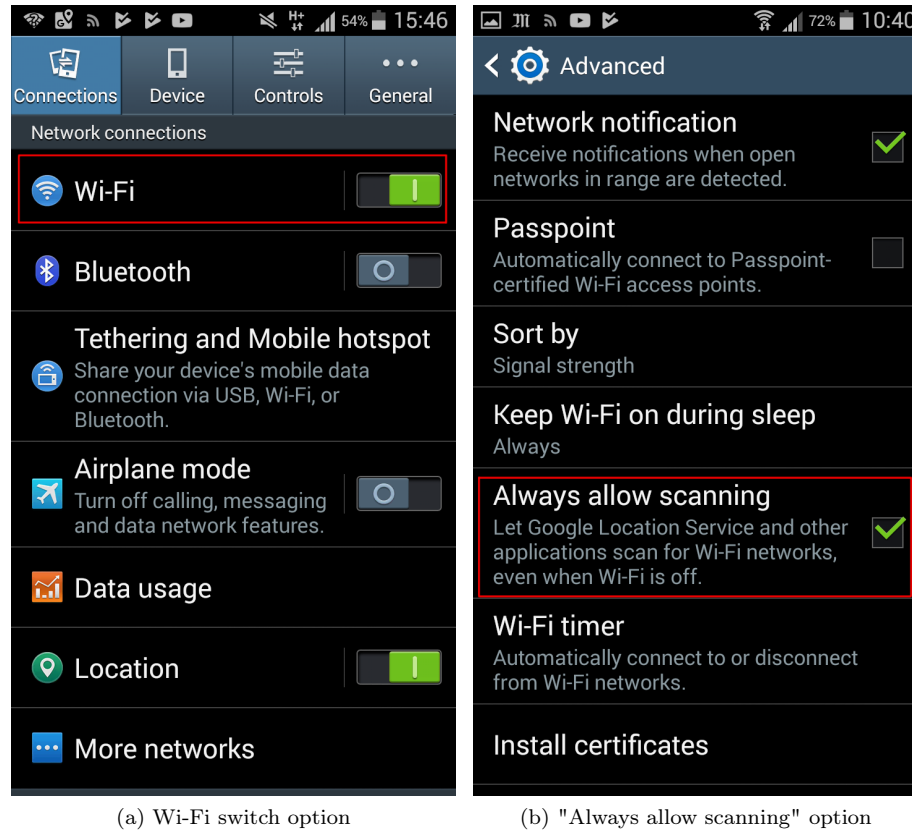 54% 15:46
Connections Device Controls General
Network connections
Wi-Fi
Bluetooth
Tethering and Mobile hotspot
Share your device's mobile data
connection via USB, Wi-Fi, or
Bluetooth.
Airplane mode
Turn off calling, messaging
and data network features.
Data usage
Location
More networks
(a) Wi-Fi switch option
72% 10:40
Advanced
Network notification
Receive notifications when open
networks in range are detected.
Passpoint
Automatically connect to Passpoint-
certified Wi-Fi access points.
Sort by
Signal strength
Keep Wi-Fi on during sleep
Always
Always allow scanning
Let Google Location Service and other
applications scan for Wi-Fi networks,
even when Wi-Fi is off.
Wi-Fi timer
Automatically connect to or disconnect
from Wi-Fi networks.
Install certificates
(b) "Always allow scanning" option